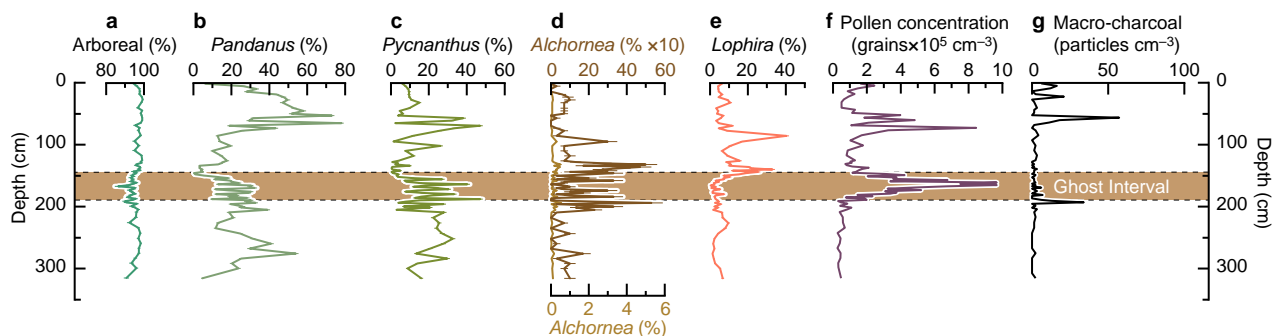 a b c d e f g
Arboreal (%) Pandanus (%) Pycnanthus (%) Alchornea (% ×10) Lophira (%) Pollen concentration (grains×10⁵ cm⁻³) Macro-charcoal (particles cm⁻³)
80 100 0 20 40 60 80 0 20 40 60 0 20 40 60 0 20 40 0 2 4 6 8 10 0 50 100
0 0
Depth (cm) Depth (cm)
100 100
Ghost Interval
200 200
300 300
0 2 4 6
Alchornea (%)